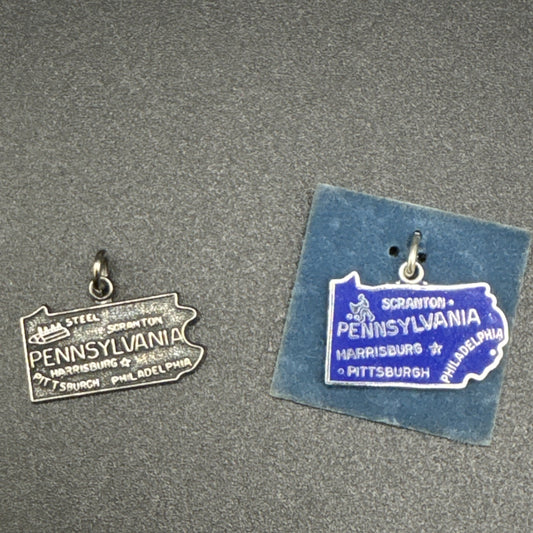 STEEL
SCRANTON
PENNSYLVANIA
HARRISBURG
PITTSBURGH PHILADELPHIA
SCRANTON
PENNSYLVANIA
HARRISBURG
PITTSBURGH
PHILADELPHIA